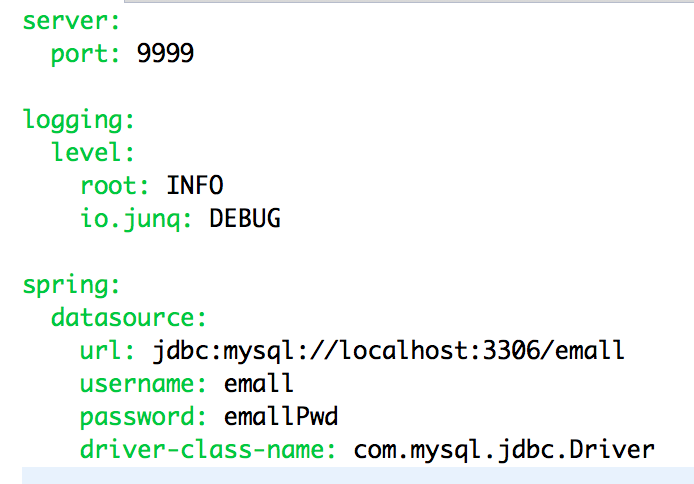 server:
  port: 9999

logging:
  level:
    root: INFO
    io.junq: DEBUG

spring:
  datasource:
    url: jdbc:mysql://localhost:3306/emall
    username: emall
    password: emallPwd
    driver-class-name: com.mysql.jdbc.Driver